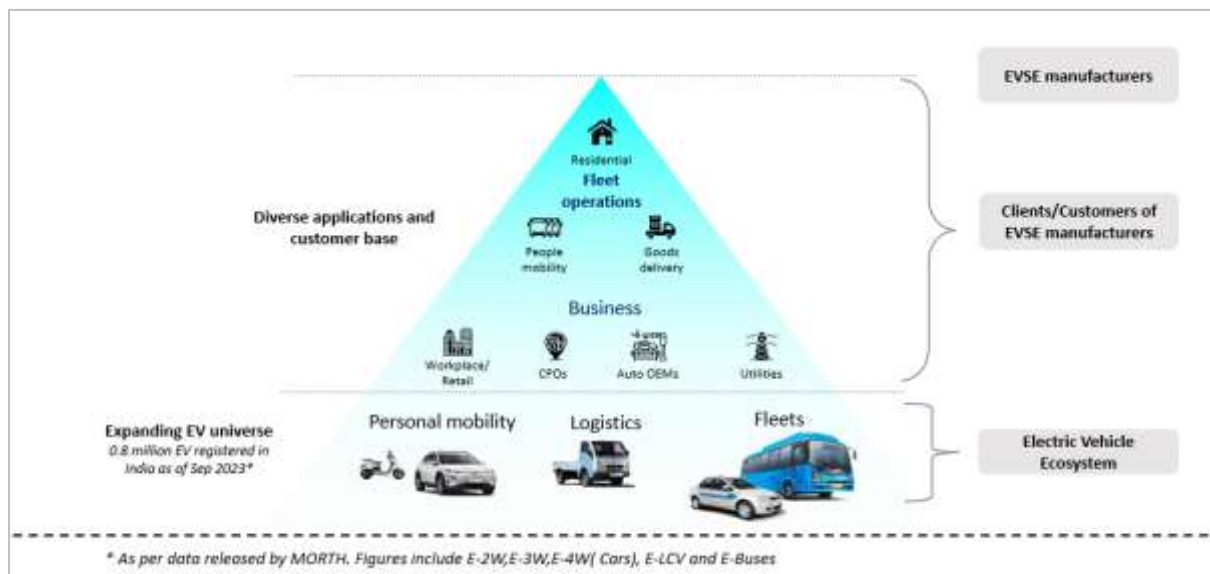 EVSE manufacturers
Residential
Fleet
operations
Diverse applications and
customer base
People
mobility
Goods
delivery
Clients/Customers of
EVSE manufacturers
Business
Workplace/
Retail
CPOs
Auto OEMs
Utilities
Personal mobility
Logistics
Fleets
Expanding EV universe
0.8 million EV registered in
India as of Sep 2023*
Electric Vehicle
Ecosystem
* As per data released by MORTH. Figures include E-2W,E-3W,E-4W( Cars), E-LCV and E-Buses